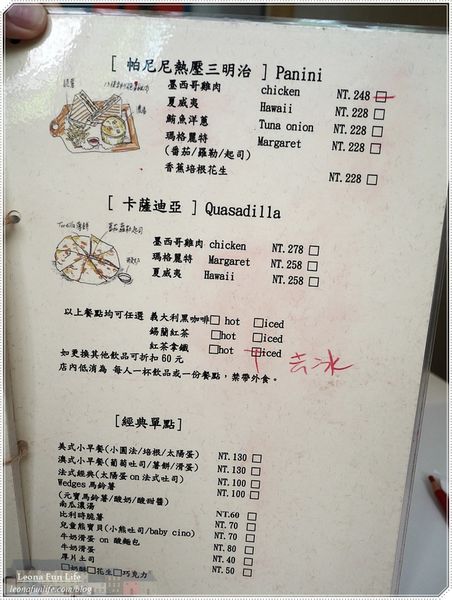 [ 帕尼尼熱壓三明治 ] Panini
墨西哥雞肉 chicken NT. 248
夏威夷 Hawaii NT. 228
鮪魚洋蔥 Tuna onion NT. 228
瑪格麗特 Margaret NT. 228
(番茄/羅勒/起司)
香蕉培根花生 NT. 228
[ 卡薩迪亞 ] Quasadilla
墨西哥雞肉 chicken NT. 278
瑪格麗特 Margaret NT. 258
夏威夷 Hawaii NT. 258
以上餐點均可任選 義大利黑咖啡 hot iced
錫蘭紅茶 hot iced
紅茶拿鐵 hot iced
去冰
如更換其他飲品可折扣 60 元
店內低消為 每人一杯飲品或一份餐點, 禁帶外食。
[經典單點]
美式小早餐(小圓法/培根/太陽蛋) NT. 130
澳式小早餐(葡萄吐司/薯餅/滑蛋) NT. 130
法式經典(太陽蛋 on 法式吐司) NT. 100
Wedges 馬鈴薯 NT. 100
(元寶馬鈴薯/酸奶/酸甜醬)
南瓜濃湯 NT.60
比利時脆薯 NT. 70
兒童熊寶貝(小熊吐司/baby cino) NT. 70
牛奶滑蛋 on 酸麵包 NT. 80
牛奶滑蛋 NT. 40
厚片土司 NT. 50
奶酥 花生 巧克力
Leona Fun Life
leonafunlife.com/blog